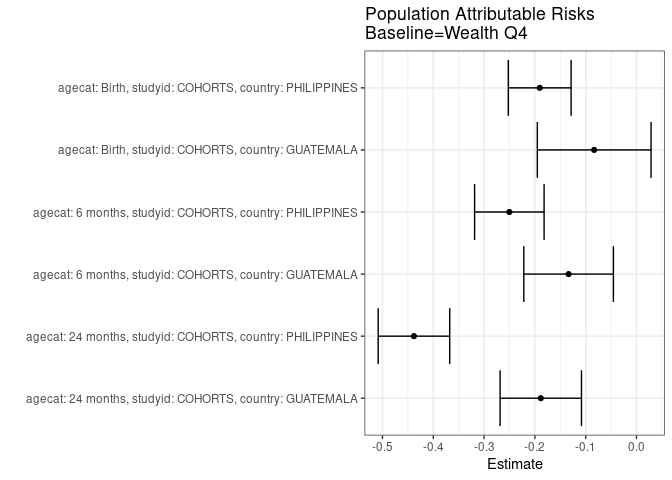 Population Attributable Risks
Baseline=Wealth Q4
agecat: Birth, studyid: COHORTS, country: PHILIPPINES
agecat: Birth, studyid: COHORTS, country: GUATEMALA
agecat: 6 months, studyid: COHORTS, country: PHILIPPINES
agecat: 6 months, studyid: COHORTS, country: GUATEMALA
agecat: 24 months, studyid: COHORTS, country: PHILIPPINES
agecat: 24 months, studyid: COHORTS, country: GUATEMALA
-0.5 -0.4 -0.3 -0.2 -0.1 0.0
Estimate